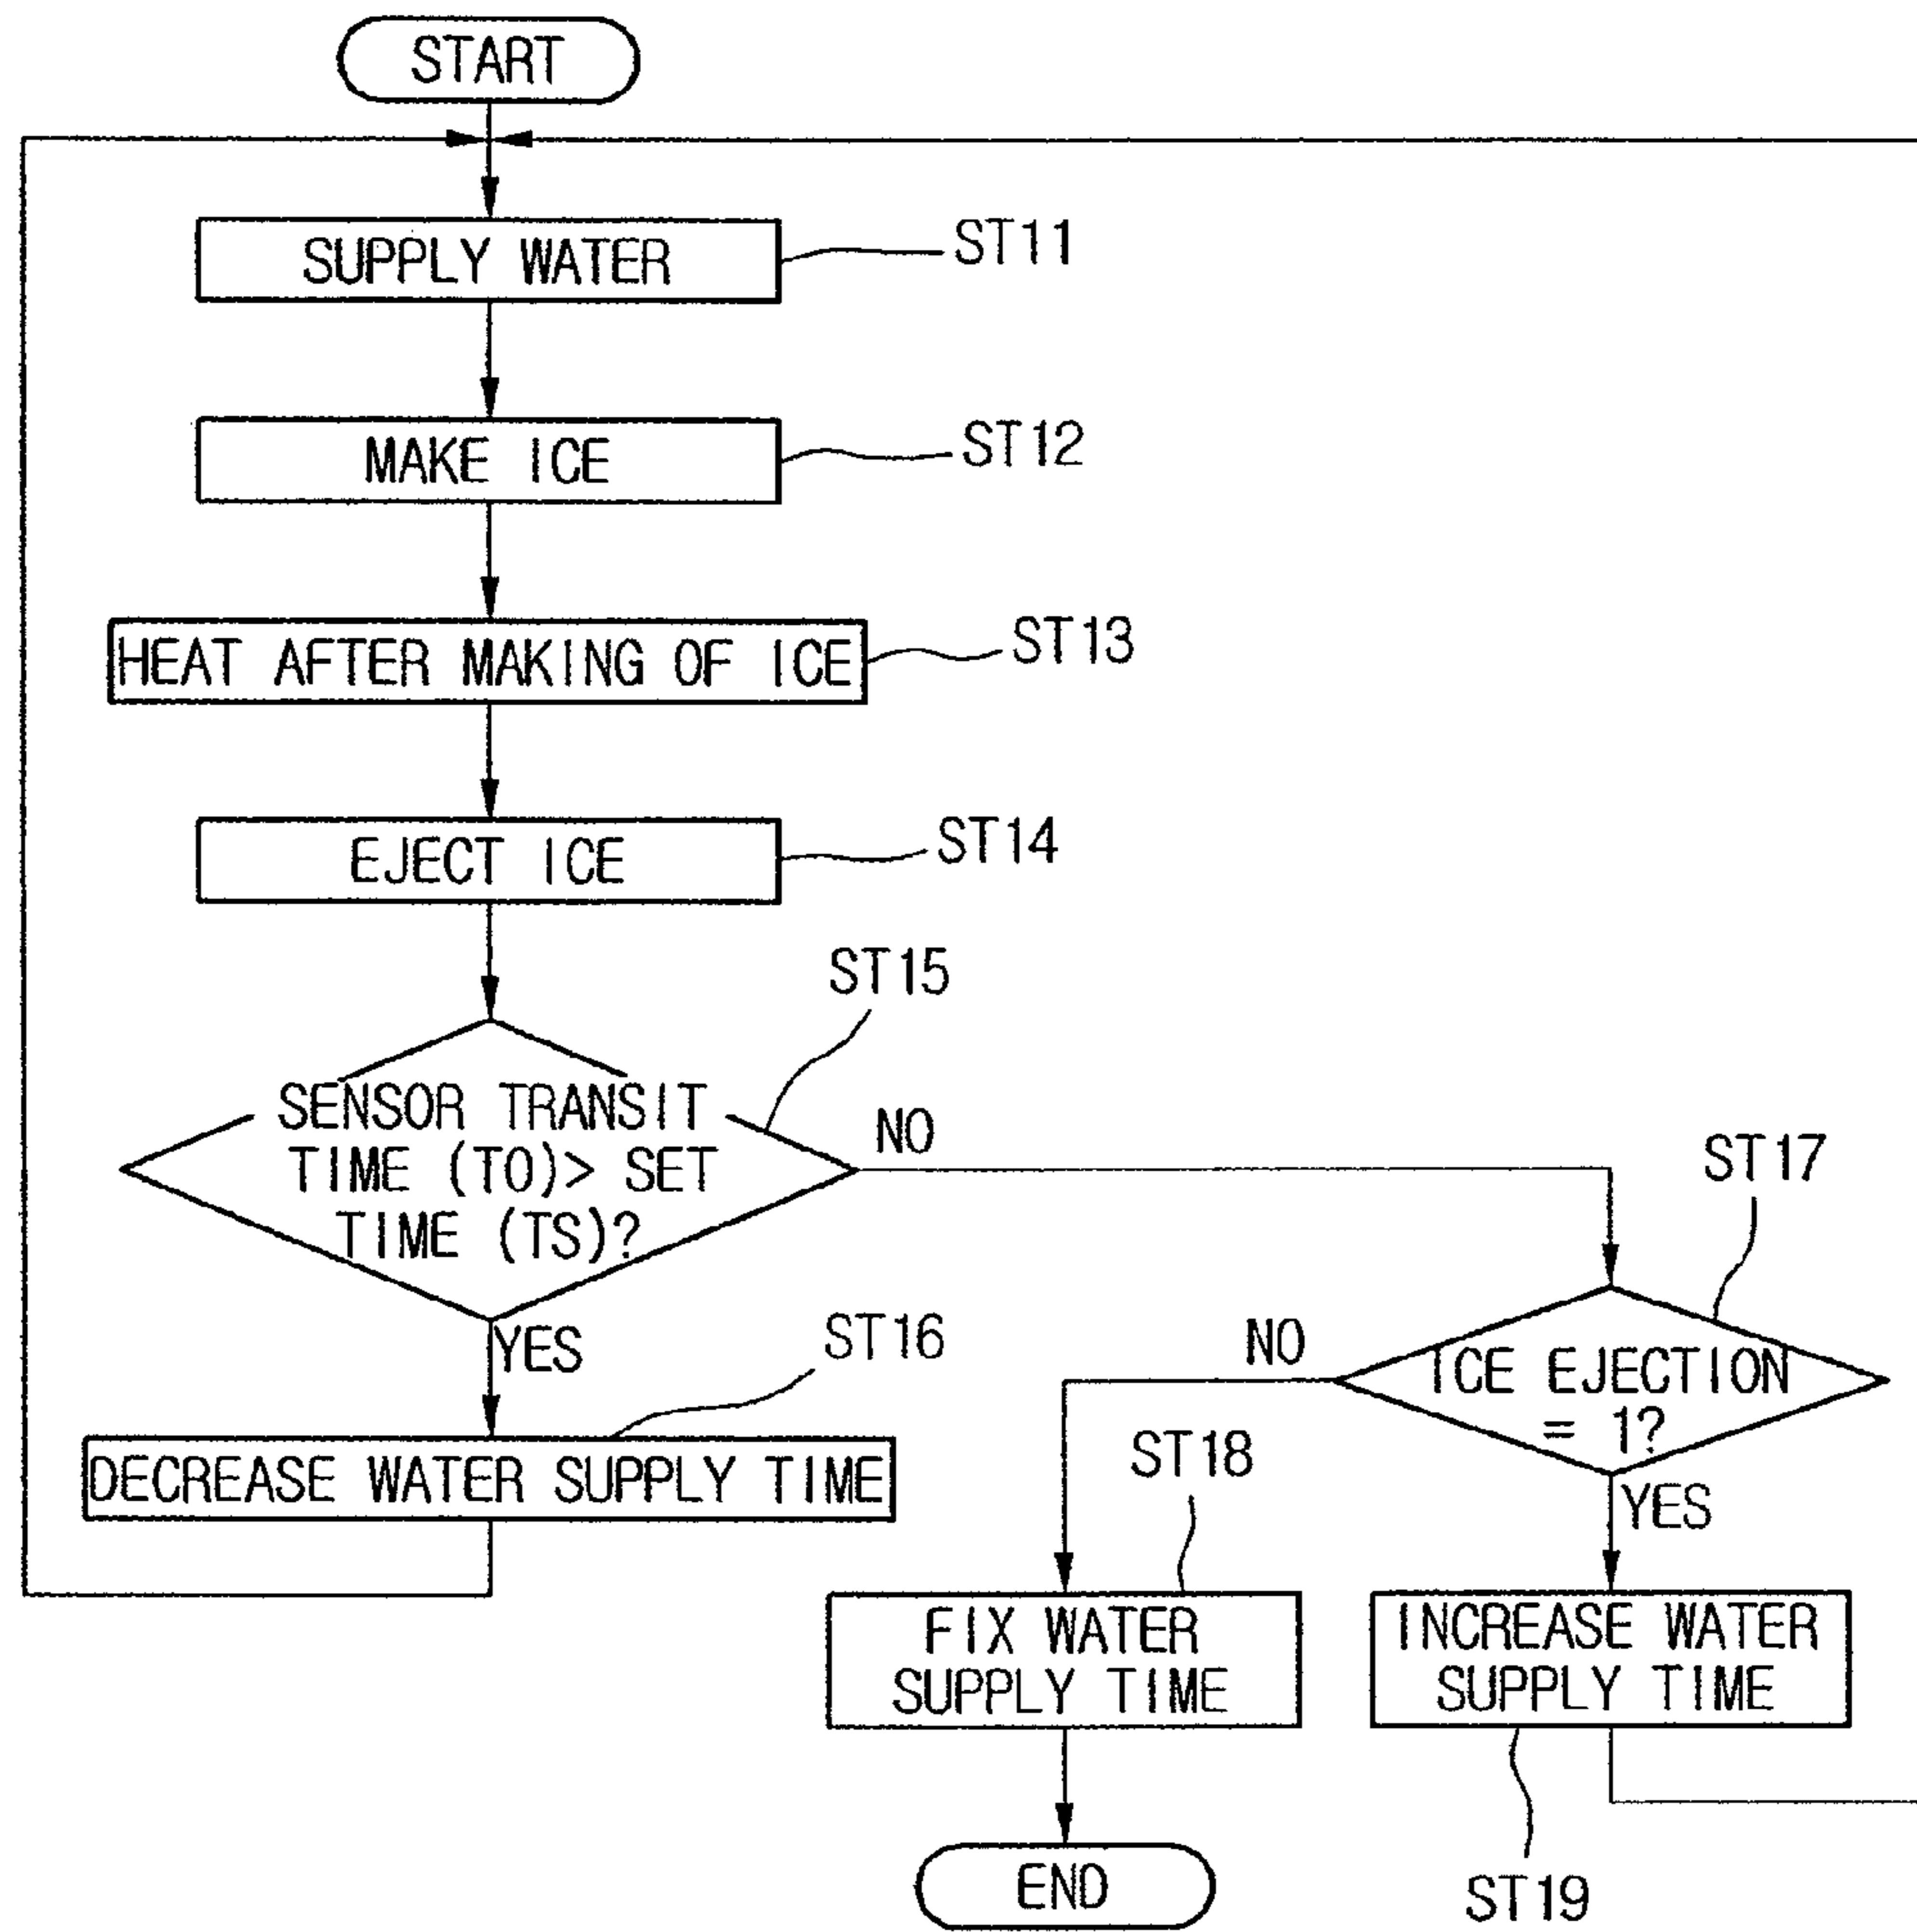 START
SUPPLY WATER
ST11
MAKE ICE
ST12
HEAT AFTER MAKING OF ICE
ST13
EJECT ICE
ST14
ST15
SENSOR TRANSIT
TIME (TO)> SET
TIME (TS)?
NO
YES
ST16
DECREASE WATER SUPPLY TIME
ST17
ICE EJECTION
= 1?
NO
YES
ST18
FIX WATER
SUPPLY TIME
INCREASE WATER
SUPPLY TIME
ST19
END